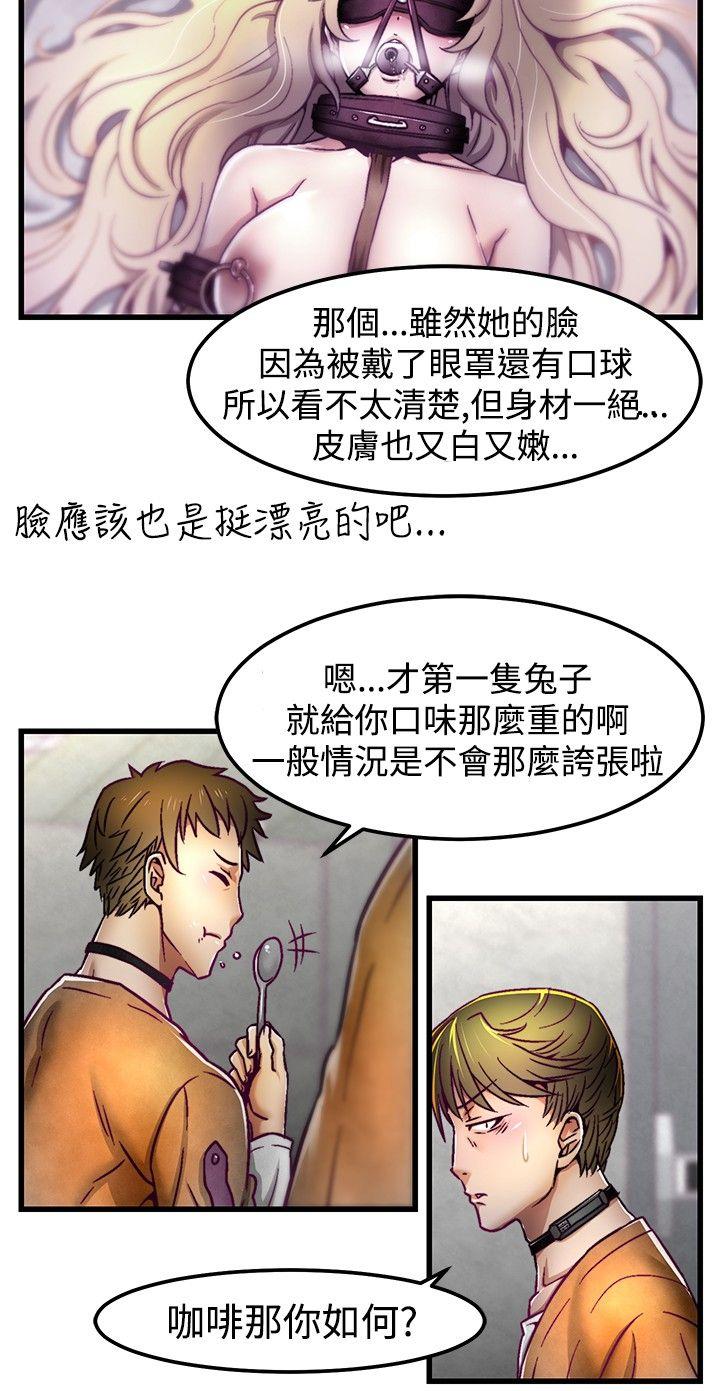 那個...雖然她的臉
因為被戴了眼罩還有口球
所以看不太清楚,但身材一絕...
皮膚也又白又嫩...
臉應該也是挺漂亮的吧...
嗯...才第一隻兔子
就給你口味那麼重的啊
一般情況是不會那麼誇張啦
咖啡那你如何?